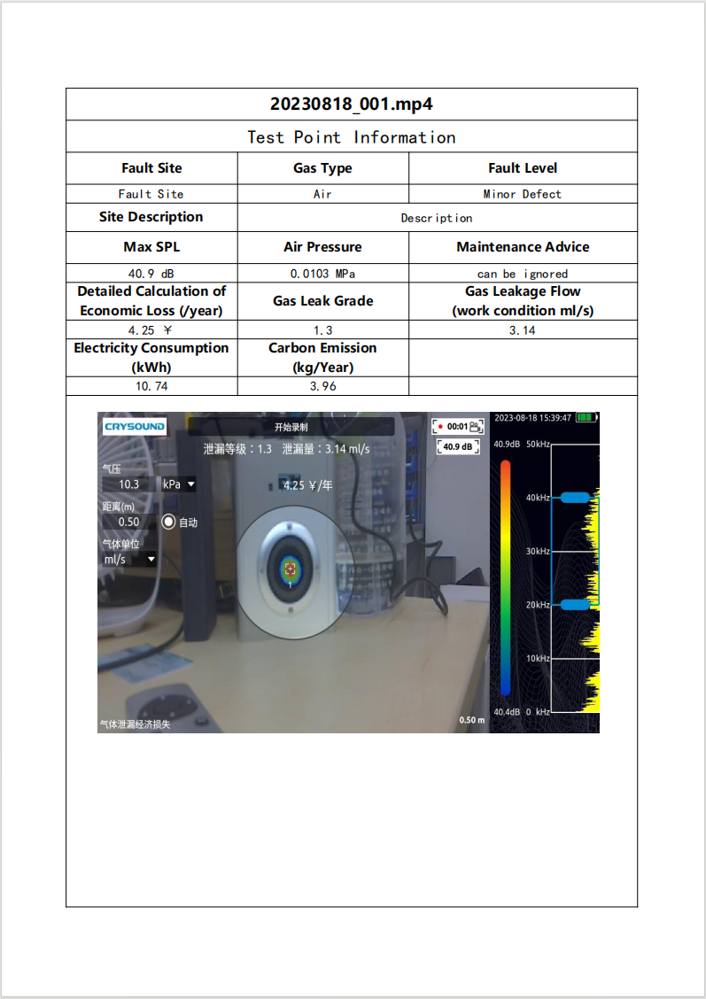 20230818_001.mp4
Test Point Information
Fault Site Gas Type Fault Level
Fault Site Air Minor Defect
Site Description Description
Max SPL Air Pressure Maintenance Advice
40.9 dB 0.0103 MPa can be ignored
Detailed Calculation of
Economic Loss (/year)
Gas Leak Grade
Gas Leakage Flow
(work condition ml/s)
4.25 ¥ 1.3 3.14
Electricity Consumption
(kWh)
Carbon Emission
(kg/Year)
10.74 3.96
CRYSOUND
开始录制
00:01
2023-08-18 15:39:47
泄漏等级：1.3 泄漏量：3.14 ml/s
40.9 dB
40.9dB 50kHz
气压
10.3 kPa
4.25 ¥/年
40kHz
距离(m)
0.50 自动
气体单位
ml/s
30kHz
1
20kHz
10kHz
40.4dB 0 kHz
气体泄漏经济损失
0.50 m